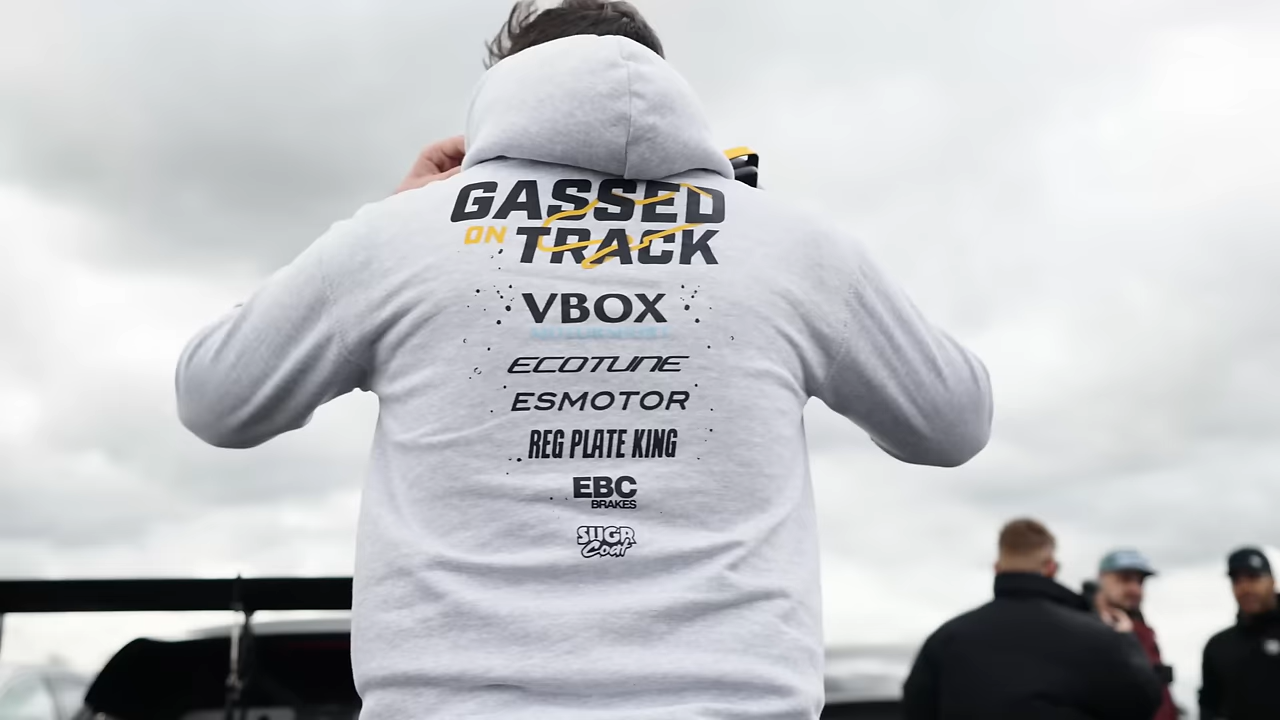 GASSED
ON TRACK
VBOX
ECOTUNE
ESMOTOR
REG PLATE KING
EBC
BRAKES
SUGR
Coat